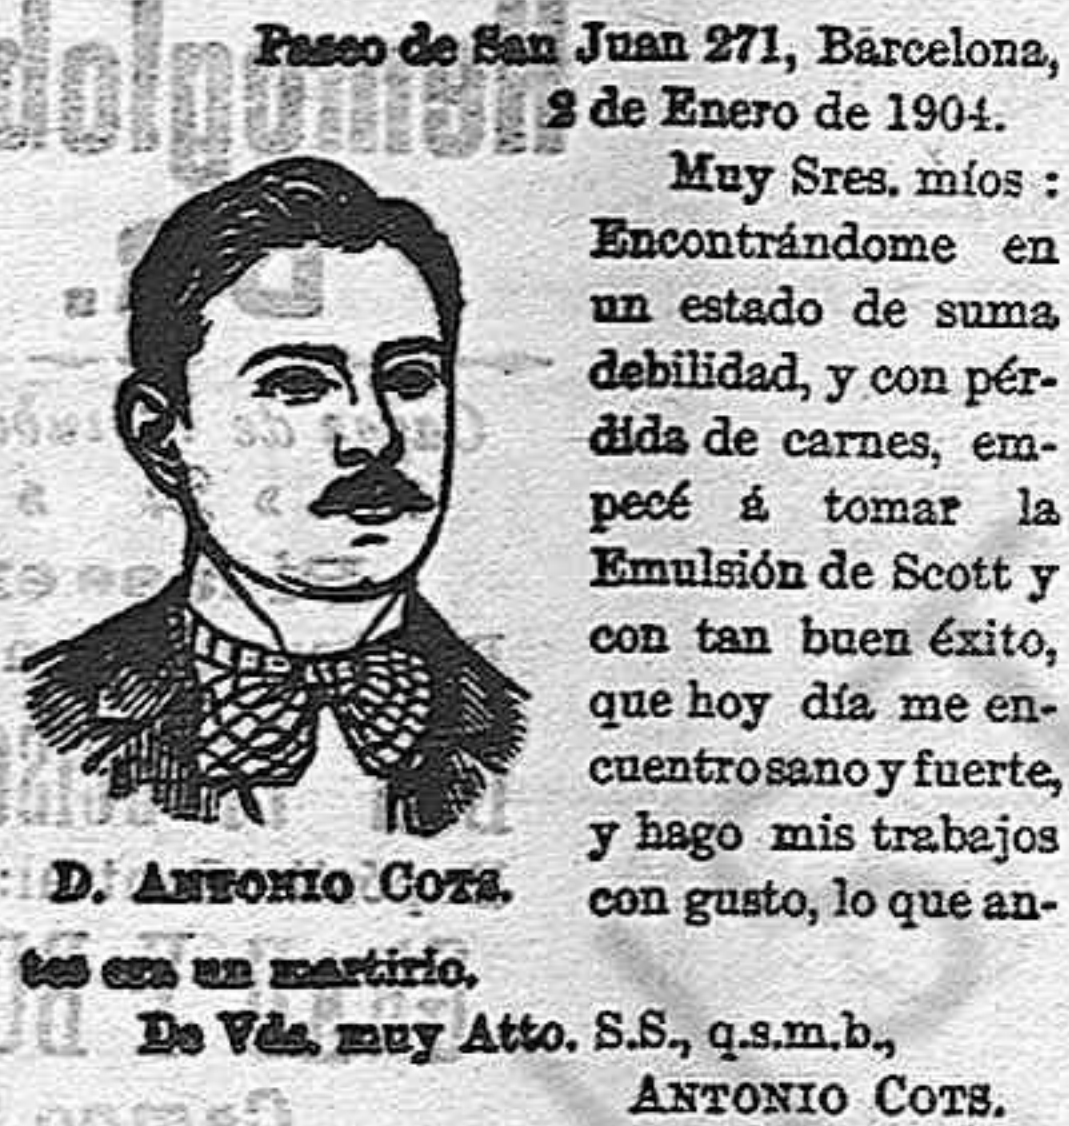 Paseo de San Juan 271, Barcelona,
2 de Enero de 1904.
Muy Sres. míos :
Encontrándome en
un estado de suma
debilidad, y con pér-
dida de carnes, em-
pecé á tomar la
Emulsión de Scott y
con tan buen éxito,
que hoy día me en-
cuentro sano y fuerte,
y hago mis trabajos
con gusto, lo que an-
tes era un martirio.
De Vds. muy Atto. S.S., q.s.m.b.,
ANTONIO COTS.
D. ANTONIO COTS.